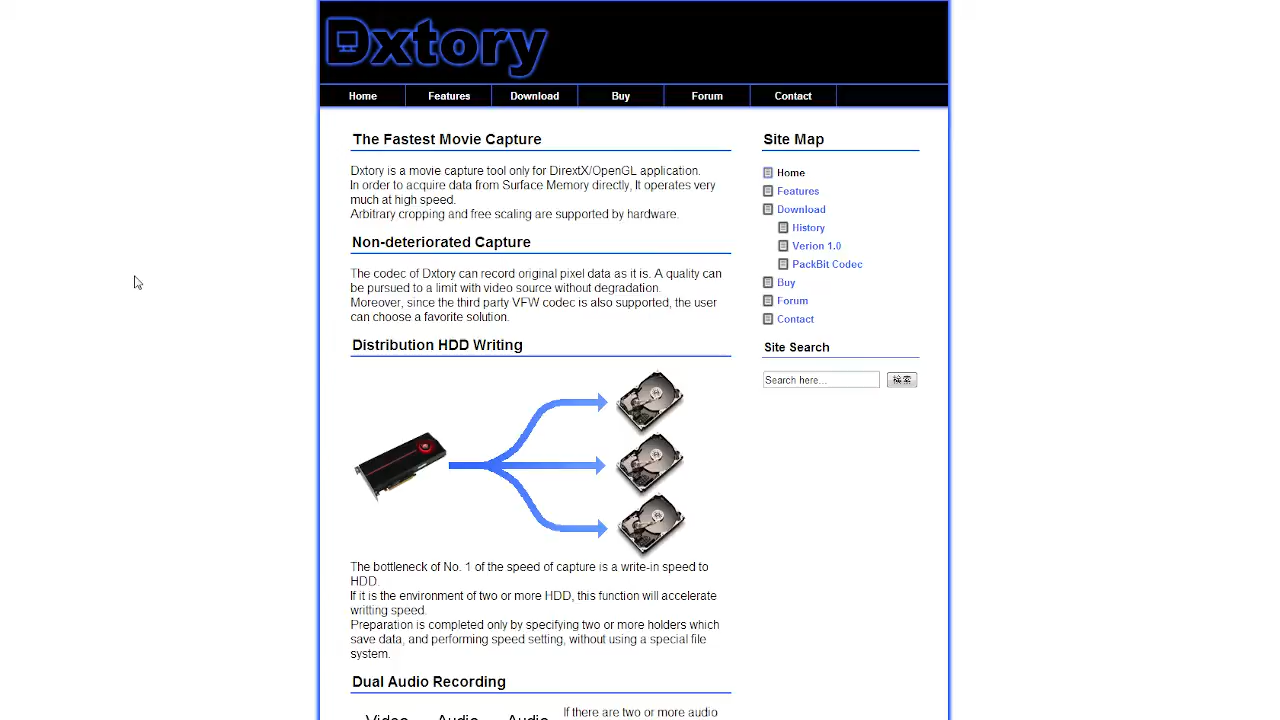 Dxtory
Home
Features
Download
Buy
Forum
Contact
The Fastest Movie Capture
Dxtory is a movie capture tool only for DirextX/OpenGL application.
In order to acquire data from Surface Memory directly, It operates very
much at high speed.
Arbitrary cropping and free scaling are supported by hardware.
Non-deteriorated Capture
The codec of Dxtory can record original pixel data as it is. A quality can
be pursued to a limit with video source without degradation.
Moreover, since the third party VFW codec is also supported, the user
can choose a favorite solution.
Distribution HDD Writing
The bottleneck of No. 1 of the speed of capture is a write-in speed to
HDD.
If it is the environment of two or more HDD, this function will accelerate
writting speed.
Preparation is completed only by specifying two or more holders which
save data, and performing speed setting, without using a special file
system.
Dual Audio Recording
Video Audio Audio
If there are two or more audio
Site Map
Home
Features
Download
History
Verion 1.0
PackBit Codec
Buy
Forum
Contact
Site Search
Search here...
検索